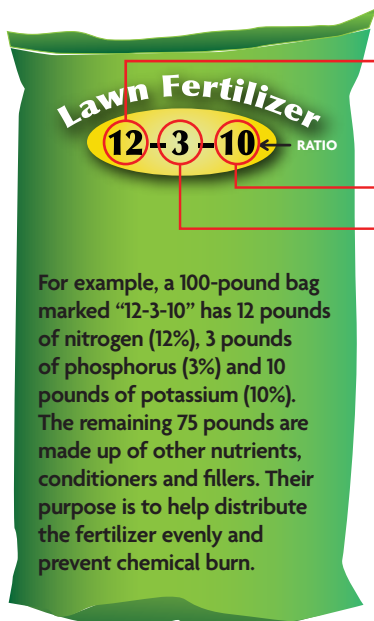 Lawn Fertilizer
12-3-10
RATIO
For example, a 100-pound bag
marked “12-3-10” has 12 pounds
of nitrogen (12%), 3 pounds
of phosphorus (3%) and 10
pounds of potassium (10%).
The remaining 75 pounds are
made up of other nutrients,
conditioners and fillers. Their
purpose is to help distribute
the fertilizer evenly and
prevent chemical burn.